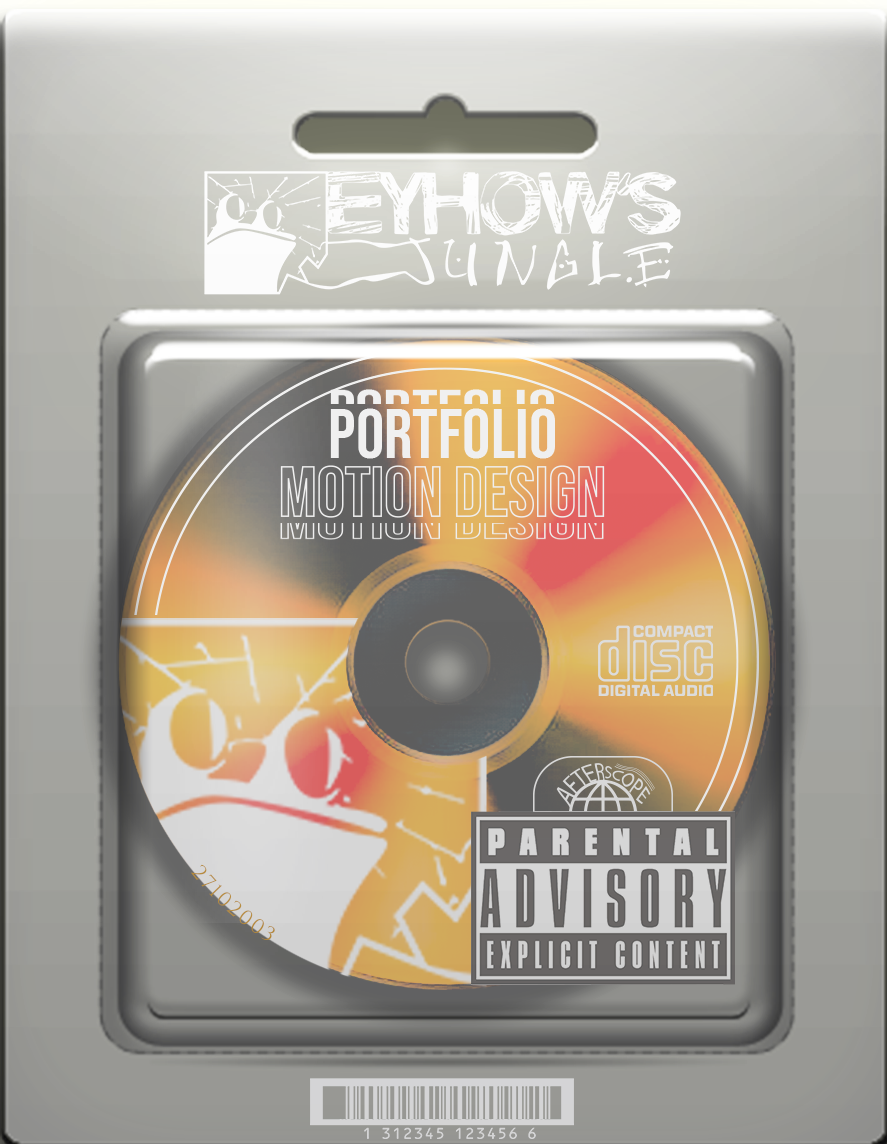 EYHOW'S
JUNGLE
PORTFOLIO
MOTION DESIGN
COMPACT
disc
DIGITAL AUDIO
AFTERSCOPE
PARENTAL
ADVISORY
EXPLICIT CONTENT
27102003
1 312345 123456 6